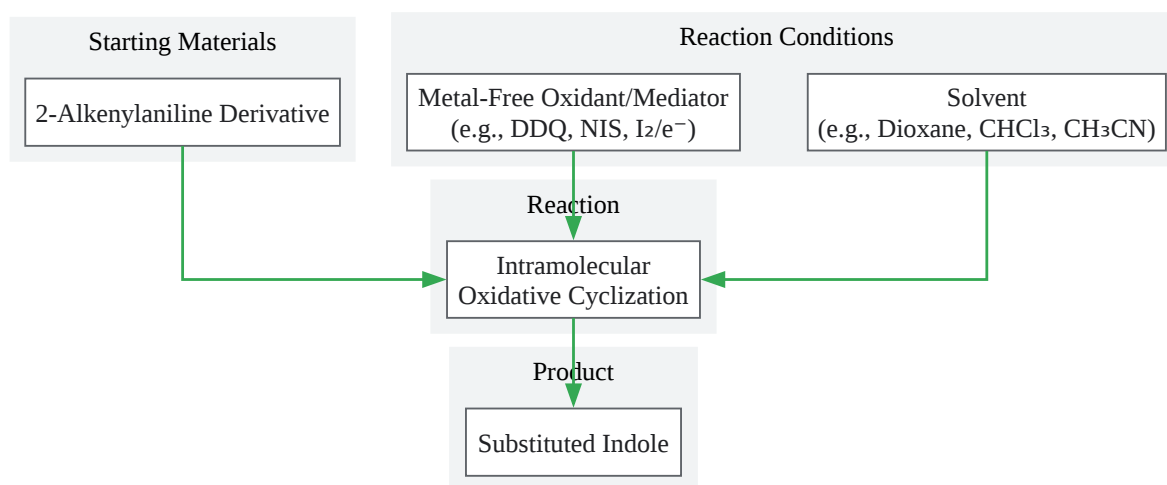 Starting Materials
2-Alkenylaniline Derivative
Reaction Conditions
Metal-Free Oxidant/Mediator
(e.g., DDQ, NIS, I₂/e⁻)
Solvent
(e.g., Dioxane, CHCl₃, CH₃CN)
Reaction
Intramolecular
Oxidative Cyclization
Product
Substituted Indole